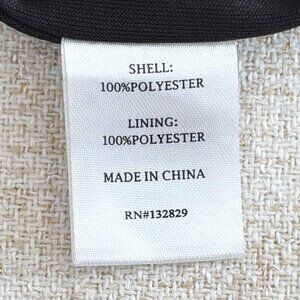 SHELL:
100%POLYESTER
LINING:
100%POLYESTER
MADE IN CHINA
RN#132829